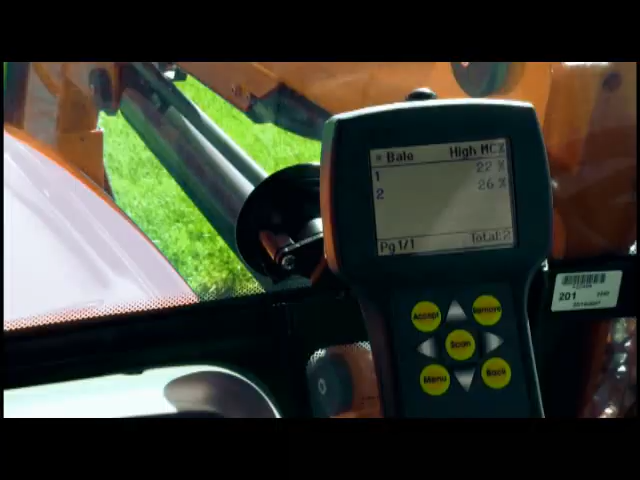 # Bale High MC%
1 22 %
2 26 %
Pg 1/1 Total:2
Accept Remove
Scan
Menu Back
201